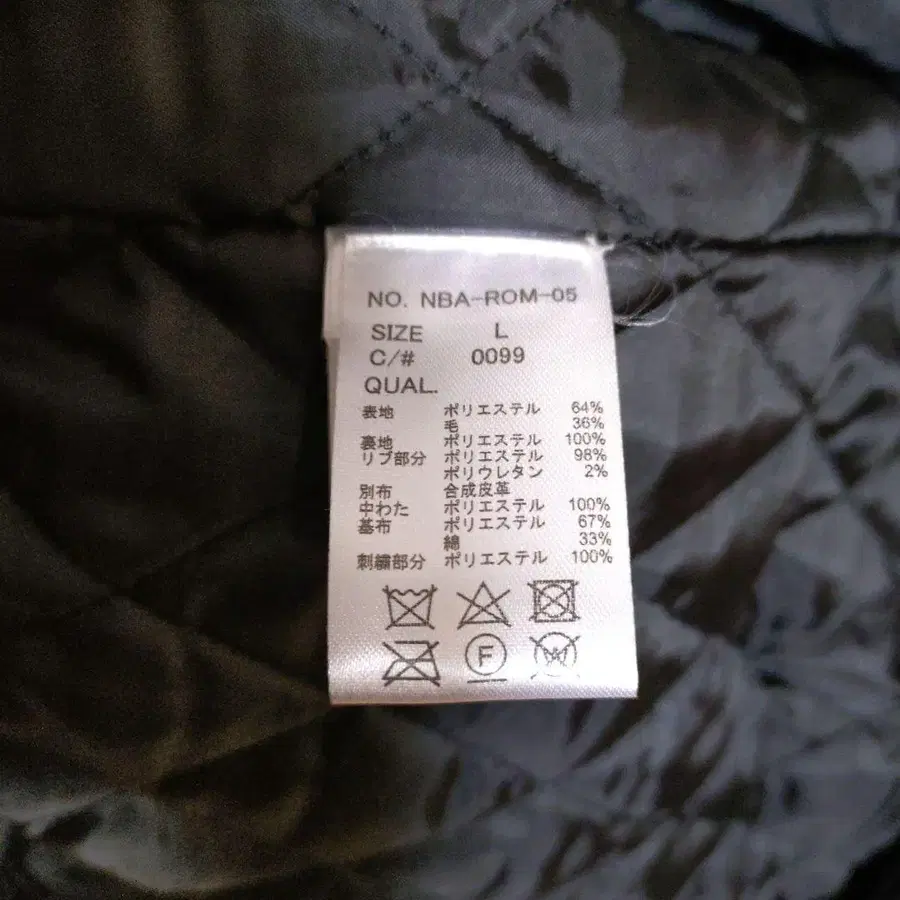 NO. NBA-ROM-05
SIZE L
C/# 0099
QUAL.
表地 ポリエステル 64%
毛 36%
裏地 ポリエステル 100%
リブ部分 ポリエステル 98%
ポリウレタン 2%
別布 合成皮革
中わた ポリエステル 100%
基布 ポリエステル 67%
綿 33%
刺繍部分 ポリエステル 100%
F
W